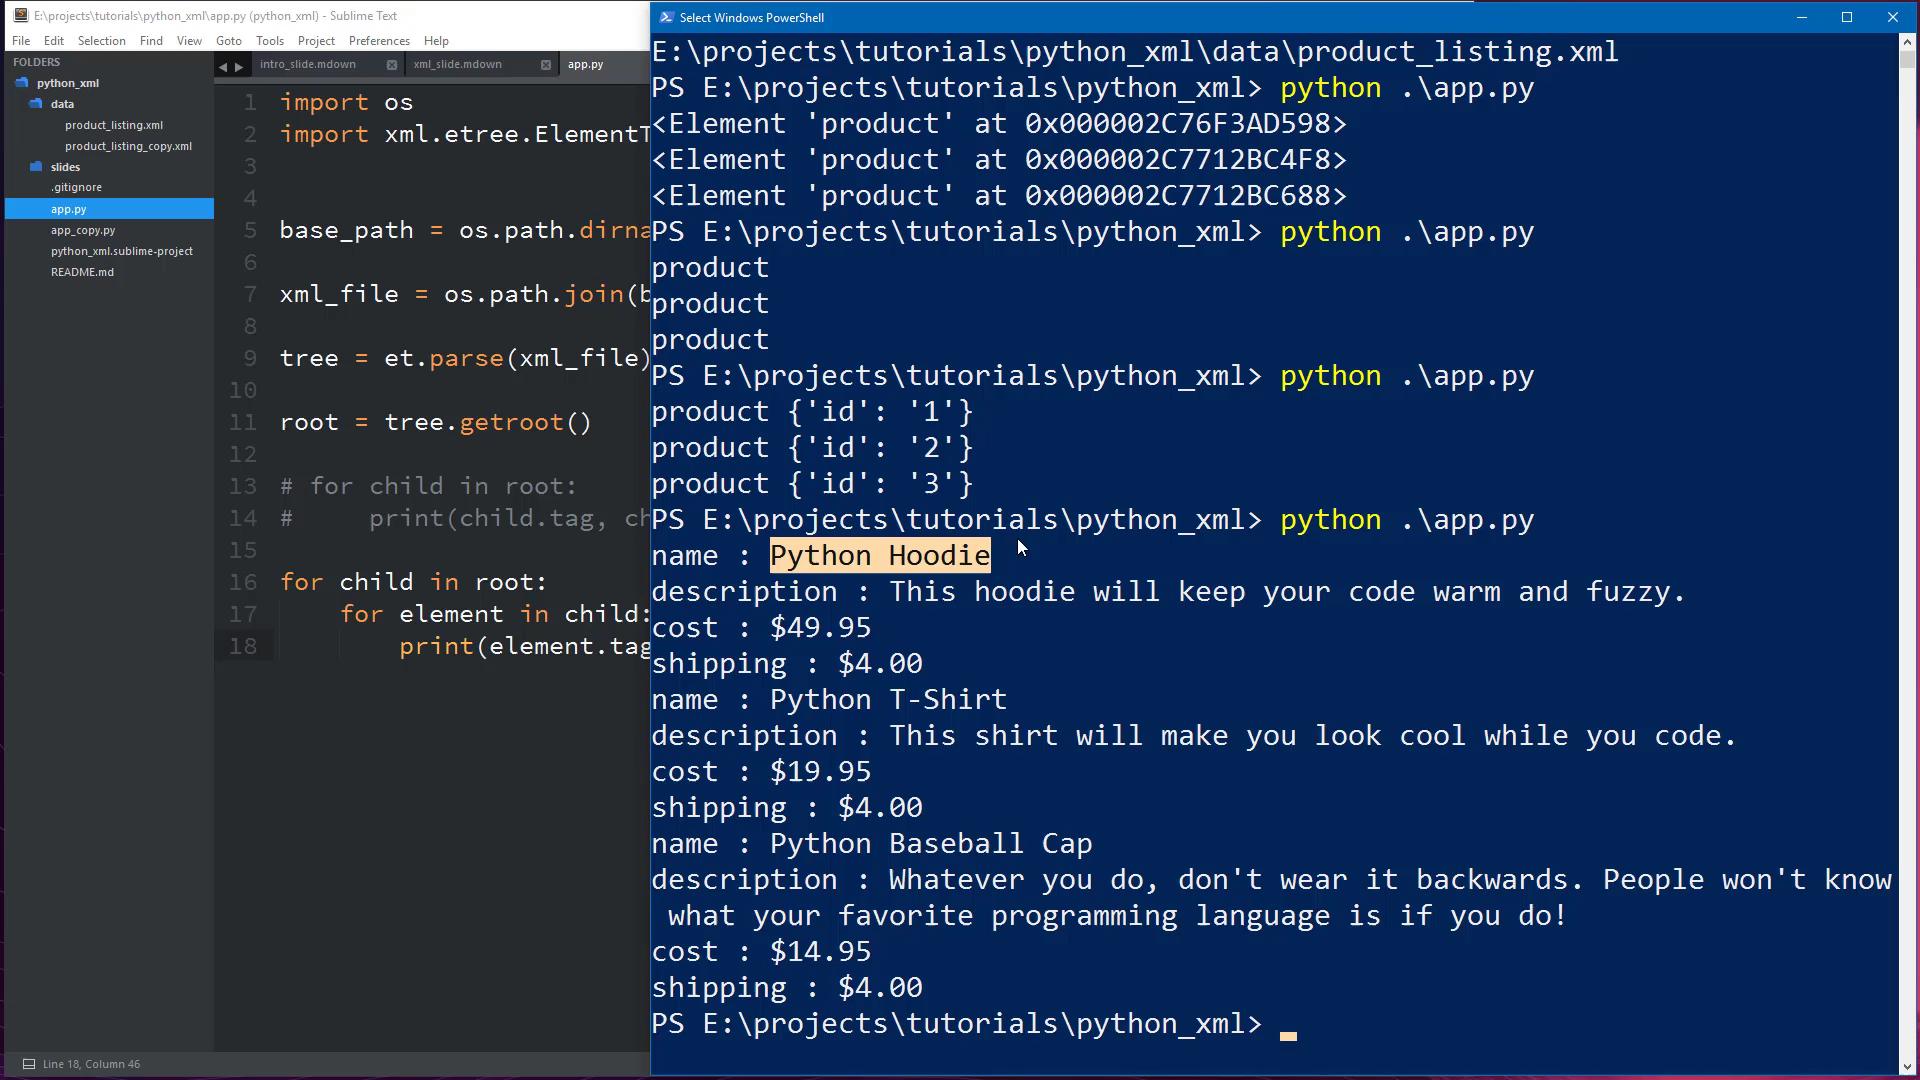 E:\projects\tutorials\python_xml\app.py (python_xml) - Sublime Text
File Edit Selection Find View Goto Tools Project Preferences Help
FOLDERS
python_xml
data
product_listing.xml
product_listing_copy.xml
slides
.gitignore
app.py
app_copy.py
python_xml.sublime-project
README.md
intro_slide.mdown xml_slide.mdown app.py
1 import os
2 import xml.etree.ElementT
3
4
5 base_path = os.path.dirna
6
7 xml_file = os.path.join(b
8
9 tree = et.parse(xml_file)
10
11 root = tree.getroot()
12
13 # for child in root:
14 #     print(child.tag, ch
15
16 for child in root:
17     for element in child:
18         print(element.tag
Line 18, Column 46
Select Windows PowerShell
E:\projects\tutorials\python_xml\data\product_listing.xml
PS E:\projects\tutorials\python_xml> python .\app.py
<Element 'product' at 0x000002C76F3AD598>
<Element 'product' at 0x000002C7712BC4F8>
<Element 'product' at 0x000002C7712BC688>
PS E:\projects\tutorials\python_xml> python .\app.py
product
product
product
PS E:\projects\tutorials\python_xml> python .\app.py
product {'id': '1'}
product {'id': '2'}
product {'id': '3'}
PS E:\projects\tutorials\python_xml> python .\app.py
name : Python Hoodie
description : This hoodie will keep your code warm and fuzzy.
cost : $49.95
shipping : $4.00
name : Python T-Shirt
description : This shirt will make you look cool while you code.
cost : $19.95
shipping : $4.00
name : Python Baseball Cap
description : Whatever you do, don't wear it backwards. People won't know
what your favorite programming language is if you do!
cost : $14.95
shipping : $4.00
PS E:\projects\tutorials\python_xml>